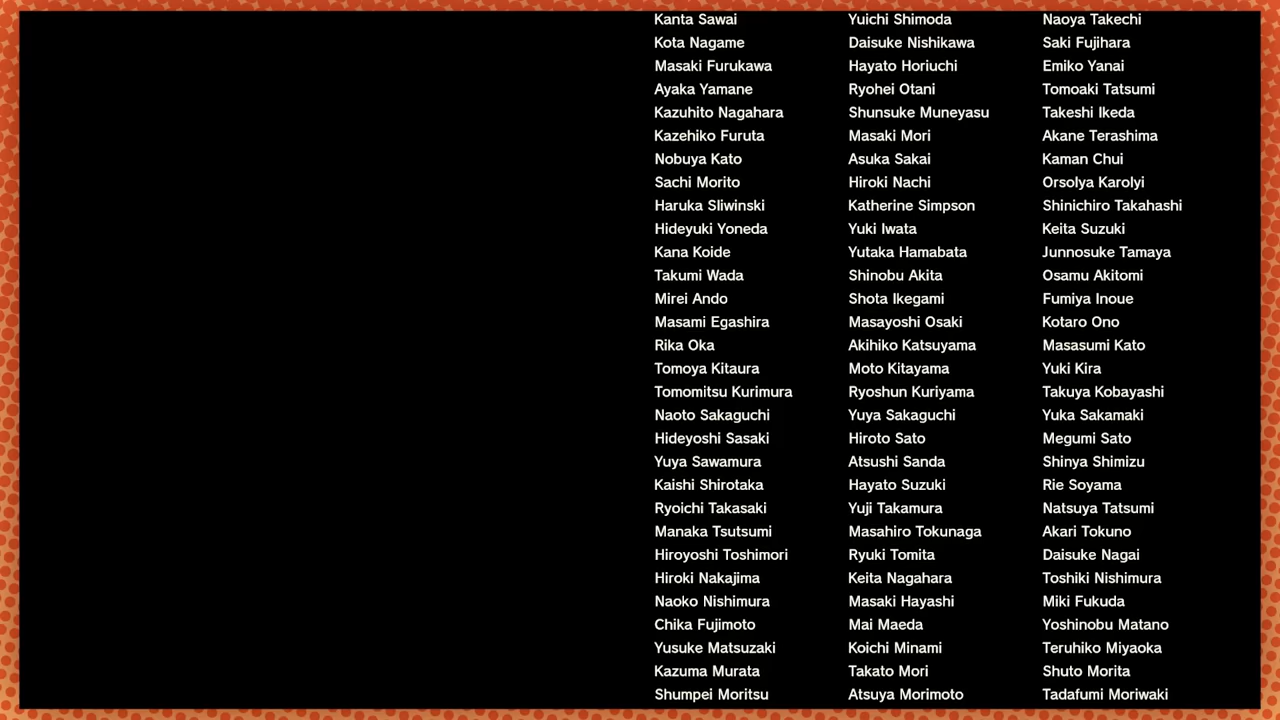 Kanta Sawai Yuichi Shimoda Naoya Takechi
Kota Nagame Daisuke Nishikawa Saki Fujihara
Masaki Furukawa Hayato Horiuchi Emiko Yanai
Ayaka Yamane Ryohei Otani Tomoaki Tatsumi
Kazuhito Nagahara Shunsuke Muneyasu Takeshi Ikeda
Kazehiko Furuta Masaki Mori Akane Terashima
Nobuya Kato Asuka Sakai Kaman Chui
Sachi Morito Hiroki Nachi Orsolya Karolyi
Haruka Sliwinski Katherine Simpson Shinichiro Takahashi
Hideyuki Yoneda Yuki Iwata Keita Suzuki
Kana Koide Yutaka Hamabata Junnosuke Tamaya
Takumi Wada Shinobu Akita Osamu Akitomi
Mirei Ando Shota Ikegami Fumiya Inoue
Masami Egashira Masayoshi Osaki Kotaro Ono
Rika Oka Akihiko Katsuyama Masasumi Kato
Tomoya Kitaura Moto Kitayama Yuki Kira
Tomomitsu Kurimura Ryoshun Kuriyama Takuya Kobayashi
Naoto Sakaguchi Yuya Sakaguchi Yuka Sakamaki
Hideyoshi Sasaki Hiroto Sato Megumi Sato
Yuya Sawamura Atsushi Sanda Shinya Shimizu
Kaishi Shirotaka Hayato Suzuki Rie Soyama
Ryoichi Takasaki Yuji Takamura Natsuya Tatsumi
Manaka Tsutsumi Masahiro Tokunaga Akari Tokuno
Hiroyoshi Toshimori Ryuki Tomita Daisuke Nagai
Hiroki Nakajima Keita Nagahara Toshiki Nishimura
Naoko Nishimura Masaki Hayashi Miki Fukuda
Chika Fujimoto Mai Maeda Yoshinobu Matano
Yusuke Matsuzaki Koichi Minami Teruhiko Miyaoka
Kazuma Murata Takato Mori Shuto Morita
Shumpei Moritsu Atsuya Morimoto Tadafumi Moriwaki